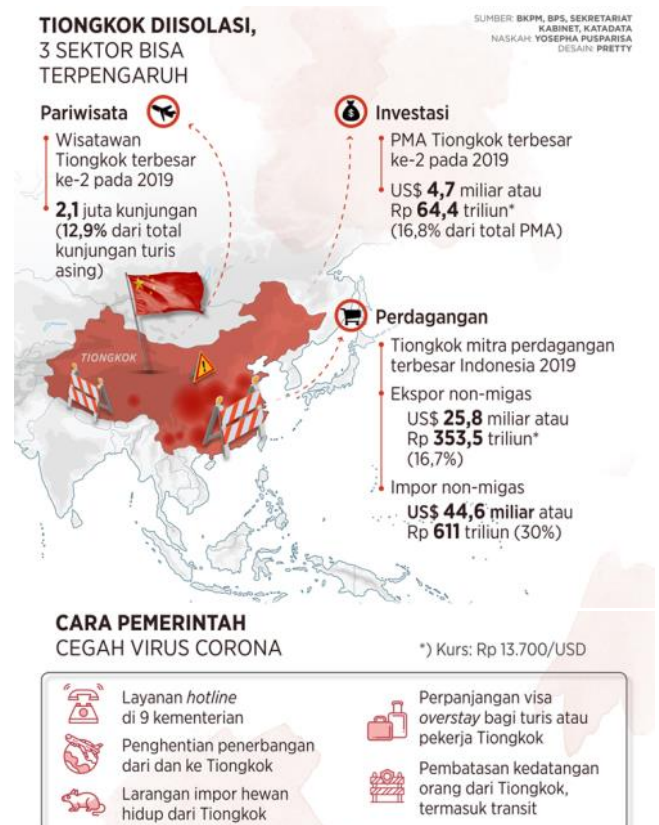 TIONGKOK DIISOLASI,
3 SEKTOR BISA
TERPENGARUH
SUMBER: BKPM, BPS, SEKRETARIAT
KABINET, KATADATA
NASKAH: YOSEPHA PUSPARISA
DESAIN: PRETTY
Pariwisata
Wisatawan
Tiongkok terbesar
ke-2 pada 2019
2,1 juta kunjungan
(12,9% dari total
kunjungan turis
asing)
Investasi
PMA Tiongkok terbesar
ke-2 pada 2019
US$ 4,7 miliar atau
Rp 64,4 triliun*
(16,8% dari total PMA)
TIONGKOK
Perdagangan
Tiongkok mitra perdagangan
terbesar Indonesia 2019
Ekspor non-migas
US$ 25,8 miliar atau
Rp 353,5 triliun*
(16,7%)
Impor non-migas
US$ 44,6 miliar atau
Rp 611 triliun (30%)
CARA PEMERINTAH
CEGAH VIRUS CORONA
*) Kurs: Rp 13.700/USD
Layanan hotline
di 9 kementerian
Penghentian penerbangan
dari dan ke Tiongkok
Larangan impor hewan
hidup dari Tiongkok
Perpanjangan visa
overstay bagi turis atau
pekerja Tiongkok
Pembatasan kedatangan
orang dari Tiongkok,
termasuk transit